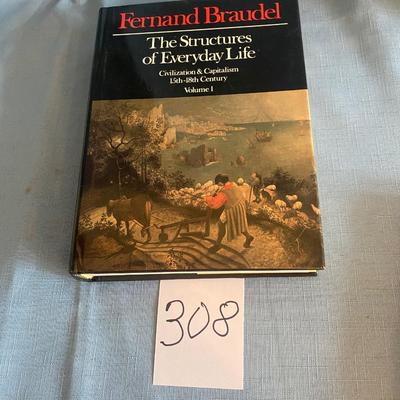 Fernand Braudel
The Structures
of Everyday Life
Civilization & Capitalism
15th-18th Century
Volume I
308